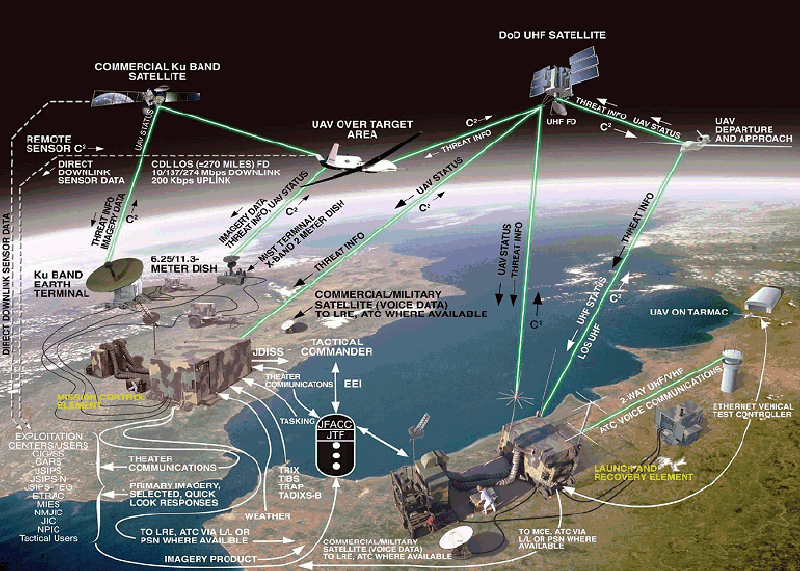 DoD UHF SATELLITE
COMMERCIAL Ku BAND
SATELLITE
UAV STATUS
UAV OVER TARGET
AREA
C²
THREAT INFO
UHF FD
THREAT INFO
UAV STATUS
C²
UAV
DEPARTURE
AND APPROACH
REMOTE
SENSOR C²
DIRECT
DOWNLINK
SENSOR DATA
CDL LOS (±270 MILES) FD
10/137/274 Mbps DOWNLINK
200 Kbps UPLINK
THREAT INFO
IMAGERY DATA
C²
IMAGERY DATA
THREAT INFO, UAV STATUS
C²
UAV STATUS
C²
THREAT INFO
UAV STATUS
THREAT INFO
THREAT INFO
C²
UHF STATUS
LOS UHF
DIRECT DOWNLINK SENSOR DATA
Ku BAND
EARTH
TERMINAL
6.25/11.3-
METER DISH
MIST TERMINAL
X-BAND 2 METER DISH
COMMERCIAL/MILITARY
SATELLITE (VOICE DATA)
TO LRE, ATC WHERE AVAILABLE
UAV ON TARMAC
JDISS
TACTICAL
COMMANDER
THEATER
COMMUNICATONS
EEI
2-WAY UHF/VHF
ATC VOICE COMMUNICATIONS
ETHERNET VEHICAL
TEST CONTROLLER
MISSION CONTROL
ELEMENT
TASKING
JFACC
JTF
EXPLOITATION
CENTERS/USERS
CIG/SS
CARS
JSIPS
JSIPS-N
JSIPS-TEG
ETRAC
MIES
NMJIC
JIC
NPIC
Tactical Users
THEATER
COMMUNICATIONS
PRIMARY IMAGERY,
SELECTED, QUICK
LOOK RESPONSES
TRIX
TIBS
TRAP
TADIXS-B
WEATHER
LAUNCH AND
RECOVERY ELEMENT
TO LRE, ATC VIA L/L OR
PSN WHERE AVAILIBLE
IMAGERY PRODUCT
COMMERCIAL/MILITARY
SATELLITE (VOICE DATA)
TO LRE, ATC WHERE AVAILABLE
TO MCE, ATC VIA
L/L OR PSN WHERE
AVAILABLE